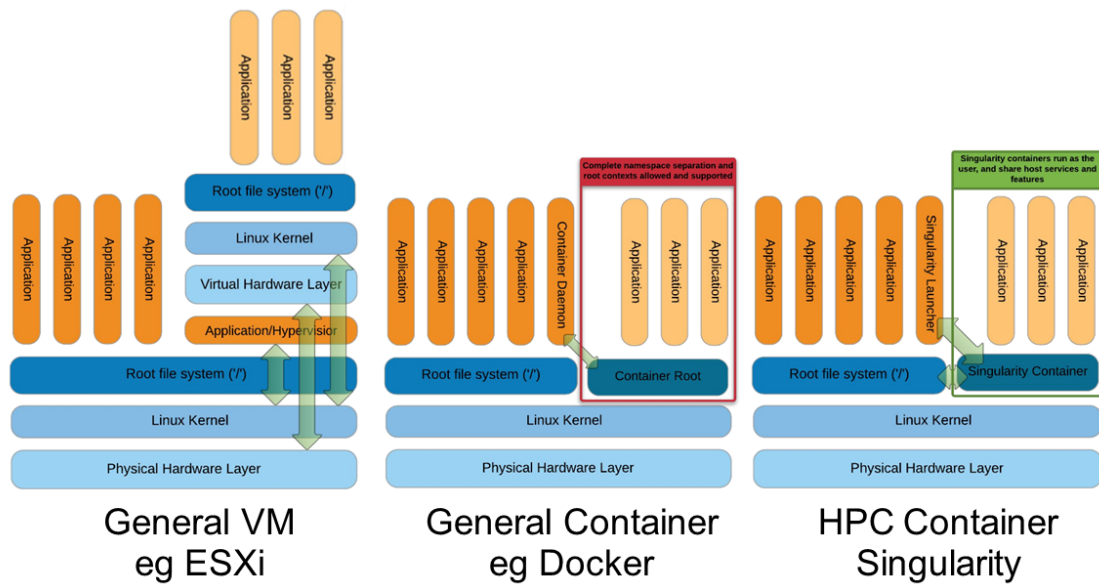 Application
Application
Application
Root file system ('/')
Application
Application
Application
Application
Linux Kernel
Virtual Hardware Layer
Application/Hypervisior
Root file system ('/')
Linux Kernel
Physical Hardware Layer
General VM
eg ESXi
Complete namespace separation and
root contexts allowed and supported
Application
Application
Application
Application
Container Daemon
Application
Application
Application
Root file system ('/')
Container Root
Linux Kernel
Physical Hardware Layer
General Container
eg Docker
Singularity containers run as the
user, and share host services and
features
Application
Application
Application
Application
Singularity Launcher
Application
Application
Application
Root file system ('/')
Singularity Container
Linux Kernel
Physical Hardware Layer
HPC Container
Singularity